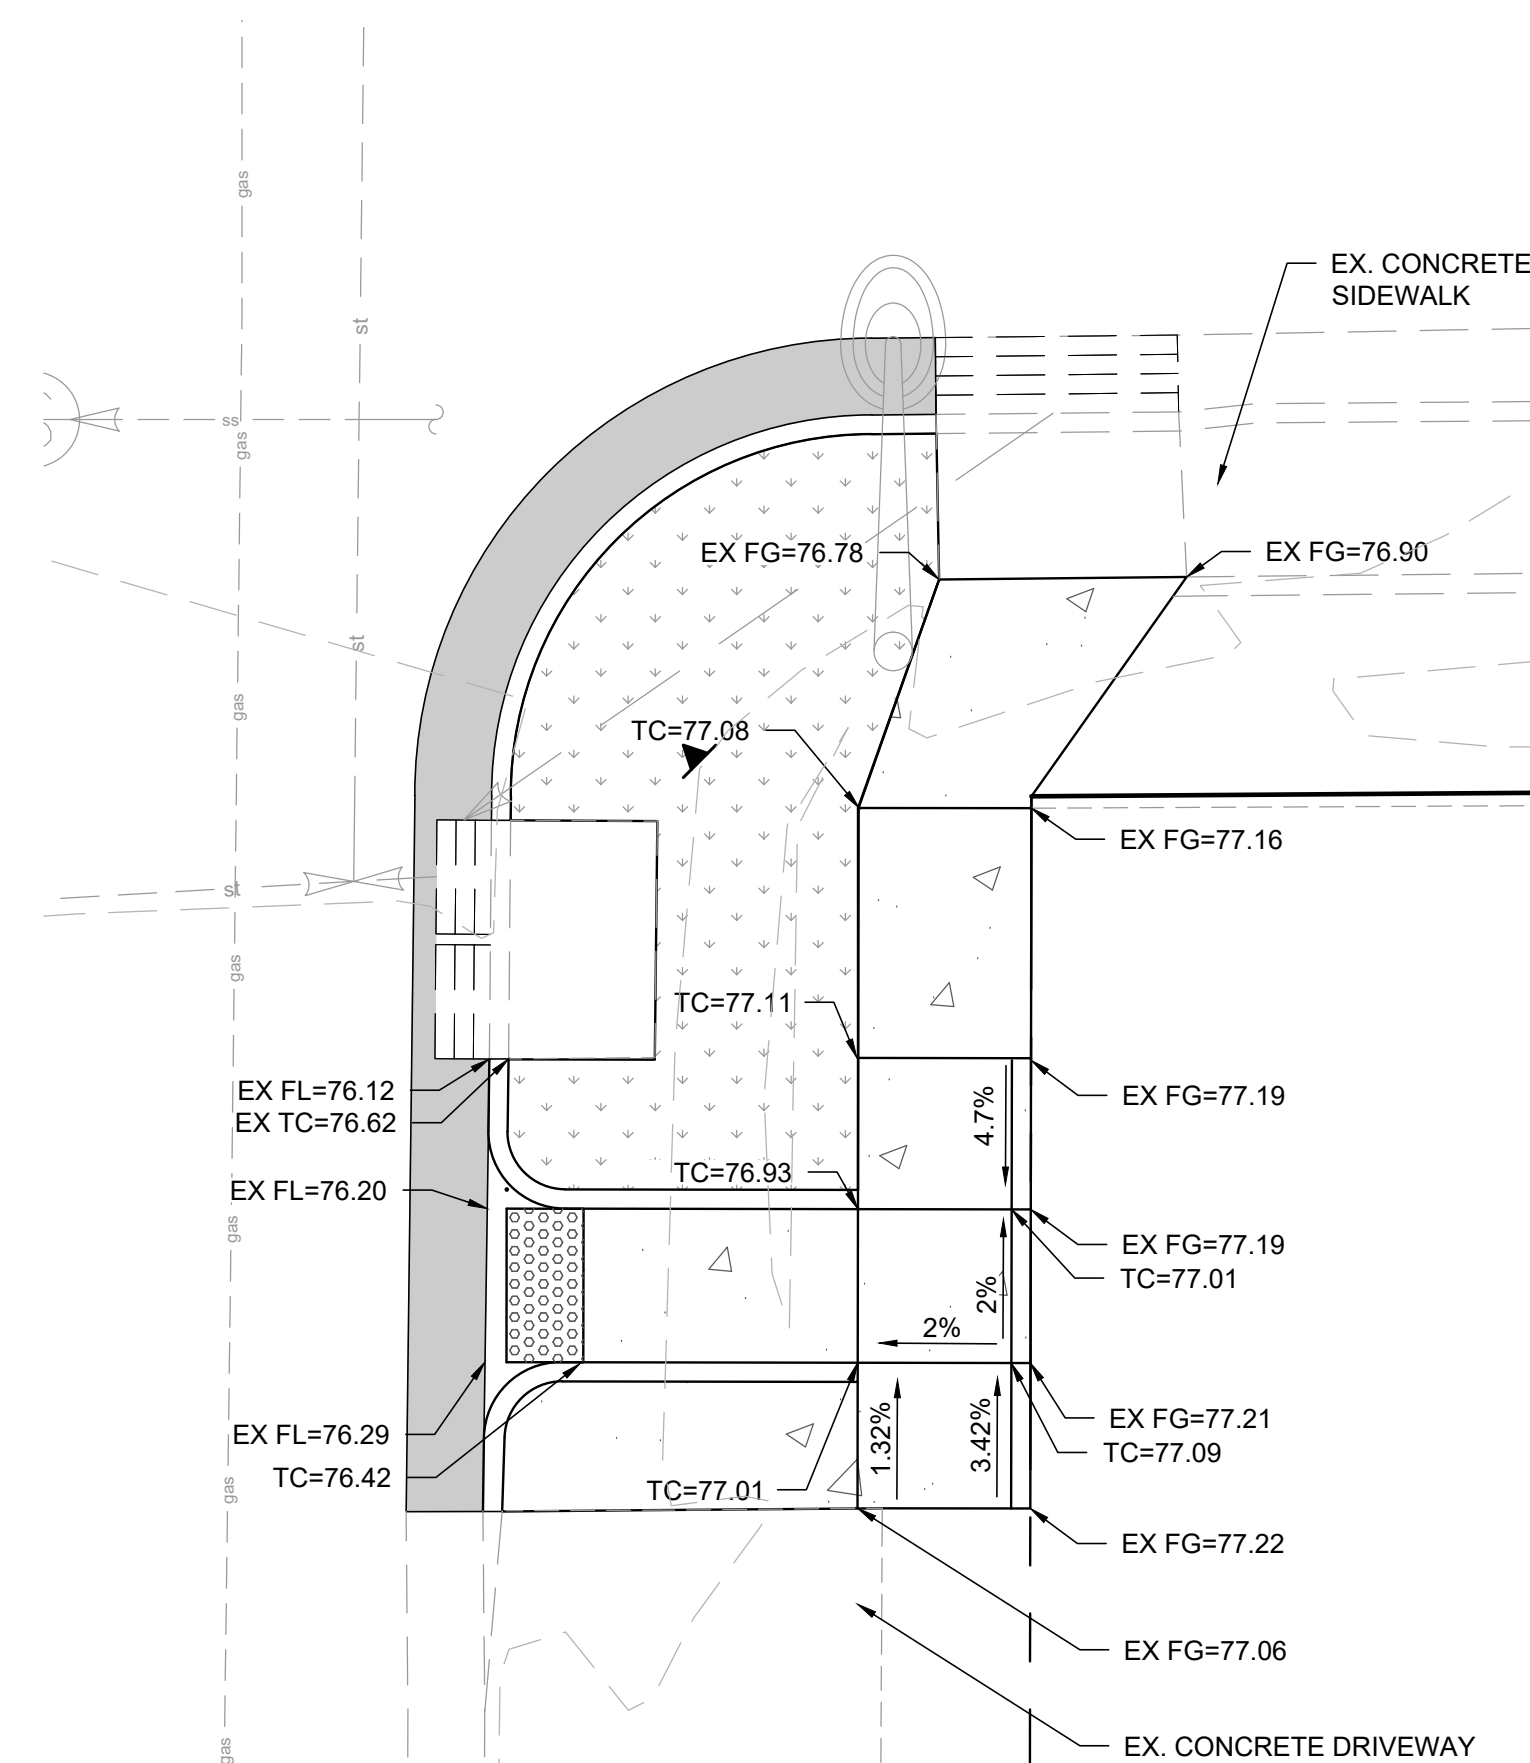 gas
EX. CONCRETE
SIDEWALK
st
ss
gas
EX FG=76.78
EX FG=76.90
st
gas
TC=77.08
EX FG=77.16
st
gas
TC=77.11
EX FL=76.12
EX TC=76.62
EX FG=77.19
4.7%
TC=76.93
EX FL=76.20
gas
EX FG=77.19
TC=77.01
2%
2%
EX FL=76.29
TC=76.42
1.32%
3.42%
EX FG=77.21
TC=77.09
gas
TC=77.01
EX FG=77.22
EX FG=77.06
gas
EX. CONCRETE DRIVEWAY